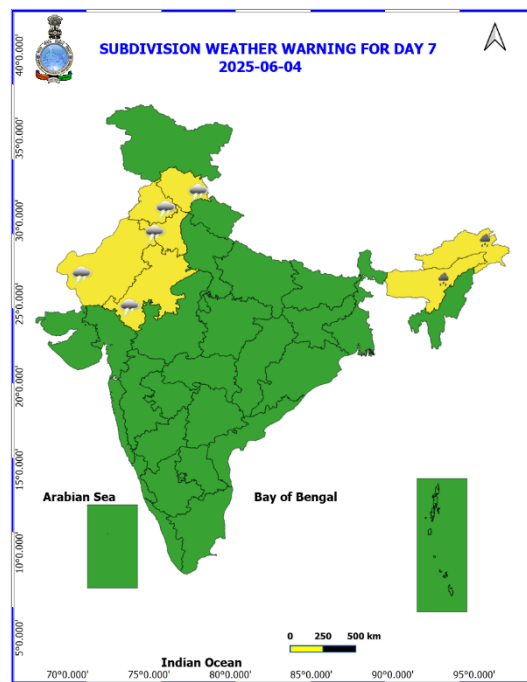 SUBDIVISION WEATHER WARNING FOR DAY 7
2025-06-04
40°0.000'
35°0.000'
30°0.000'
25°0.000'
20°0.000'
15°0.000'
10°0.000'
5°0.000'
Arabian Sea
Bay of Bengal
0 250 500 km
Indian Ocean
70°0.000' 75°0.000' 80°0.000' 85°0.000' 90°0.000' 95°0.000'